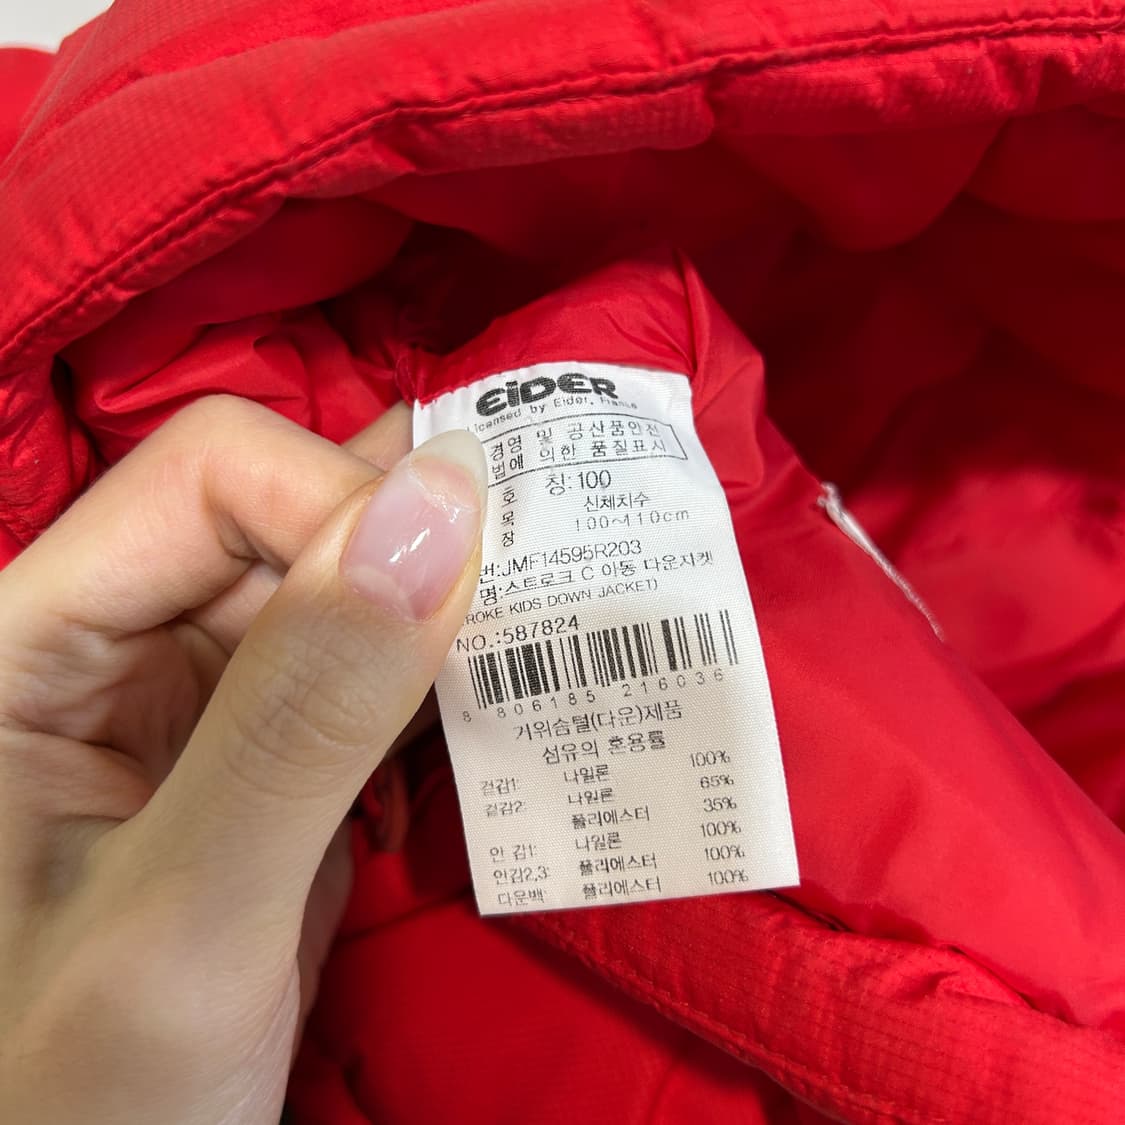 EiDER
Licensed by Eider, France
경영 및 공산품안전
법애 의한 품질표시
호 칭:100
신체치수
목 100~110cm
장
번:JMF14595R203
명:스트로크 C 아동 다운자켓
ROKE KIDS DOWN JACKET)
NO.:587824
8 806185 216036
거위솜털(다운)제품
섬유의 혼용률
겉감1: 나일론 100%
겉감2: 나일론 65%
폴리에스터 35%
안 감1: 나일론 100%
안감2,3: 폴리에스터 100%
다운백: 폴리에스터 100%